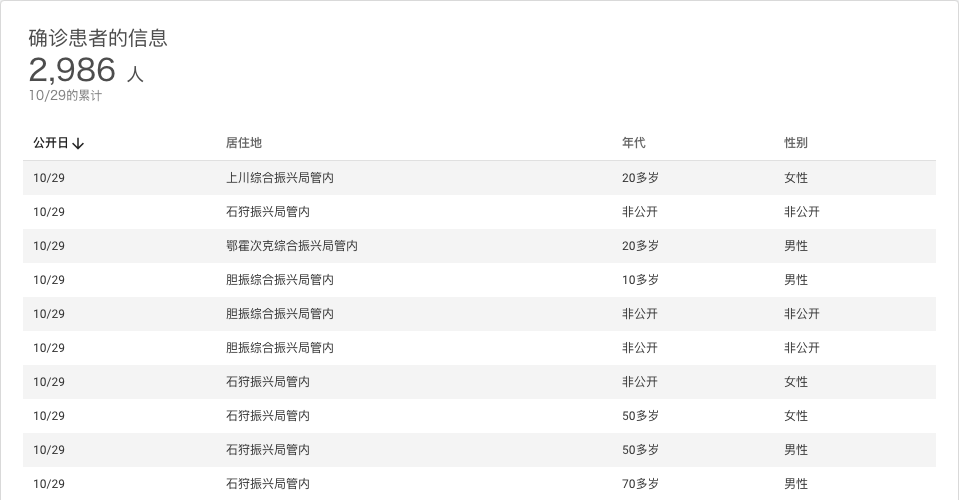 确诊患者的信息
2,986 人
10/29的累计
公开日 居住地 年代 性别
10/29 上川综合振兴局管内 20多岁 女性
10/29 石狩振兴局管内 非公开 非公开
10/29 鄂霍次克综合振兴局管内 20多岁 男性
10/29 胆振综合振兴局管内 10多岁 男性
10/29 胆振综合振兴局管内 非公开 非公开
10/29 胆振综合振兴局管内 非公开 非公开
10/29 石狩振兴局管内 非公开 女性
10/29 石狩振兴局管内 50多岁 女性
10/29 石狩振兴局管内 50多岁 男性
10/29 石狩振兴局管内 70多岁 男性